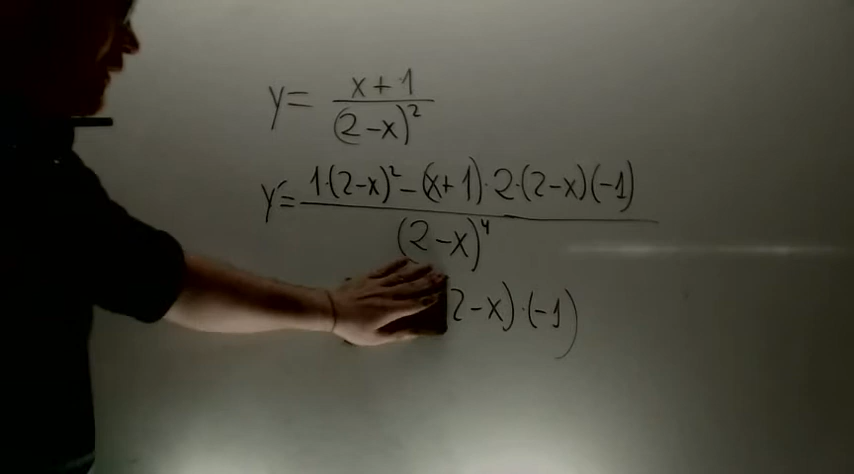 y = x+1 / (2-x)²
y' = 1·(2-x)² - (x+1)·2·(2-x)(-1) / (2-x)⁴
2-x)·(-1)